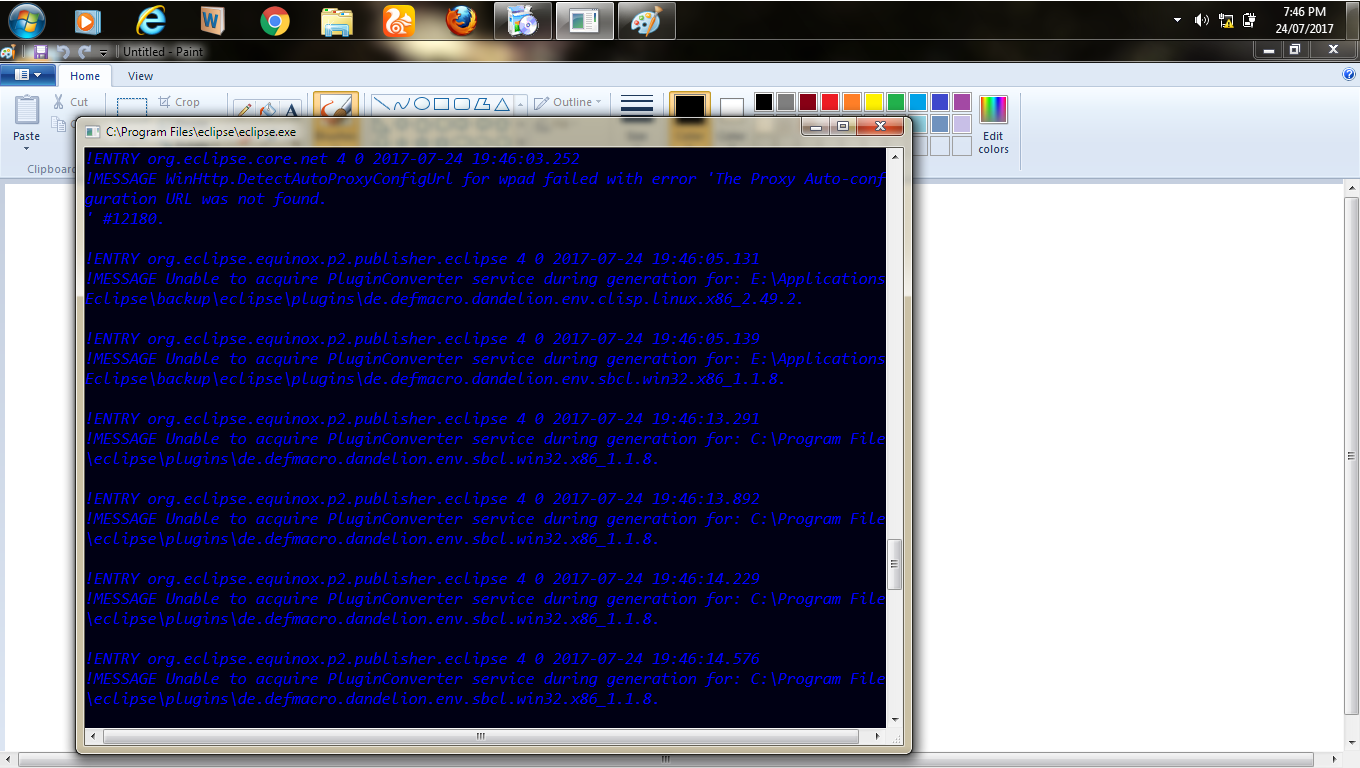 7:46 PM
24/07/2017
Untitled - Paint
Home
View
Paste
Cut
Crop
Outline
Edit
colors
Clipboard
C:\Program Files\eclipse\eclipse.exe
!ENTRY org.eclipse.core.net 4 0 2017-07-24 19:46:03.252
!MESSAGE WinHttp.DetectAutoProxyConfigUrl for wpad failed with error 'The Proxy Auto-conf
guration URL was not found.
' #12180.
!ENTRY org.eclipse.equinox.p2.publisher.eclipse 4 0 2017-07-24 19:46:05.131
!MESSAGE Unable to acquire PluginConverter service during generation for: E:\Applications
Eclipse\backup\eclipse\plugins\de.defmacro.dandelion.env.clisp.linux.x86_2.49.2.
!ENTRY org.eclipse.equinox.p2.publisher.eclipse 4 0 2017-07-24 19:46:05.139
!MESSAGE Unable to acquire PluginConverter service during generation for: E:\Applications
Eclipse\backup\eclipse\plugins\de.defmacro.dandelion.env.sbcl.win32.x86_1.1.8.
!ENTRY org.eclipse.equinox.p2.publisher.eclipse 4 0 2017-07-24 19:46:13.291
!MESSAGE Unable to acquire PluginConverter service during generation for: C:\Program File
\eclipse\plugins\de.defmacro.dandelion.env.sbcl.win32.x86_1.1.8.
!ENTRY org.eclipse.equinox.p2.publisher.eclipse 4 0 2017-07-24 19:46:13.892
!MESSAGE Unable to acquire PluginConverter service during generation for: C:\Program File
\eclipse\plugins\de.defmacro.dandelion.env.sbcl.win32.x86_1.1.8.
!ENTRY org.eclipse.equinox.p2.publisher.eclipse 4 0 2017-07-24 19:46:14.229
!MESSAGE Unable to acquire PluginConverter service during generation for: C:\Program File
\eclipse\plugins\de.defmacro.dandelion.env.sbcl.win32.x86_1.1.8.
!ENTRY org.eclipse.equinox.p2.publisher.eclipse 4 0 2017-07-24 19:46:14.576
!MESSAGE Unable to acquire PluginConverter service during generation for: C:\Program File
\eclipse\plugins\de.defmacro.dandelion.env.sbcl.win32.x86_1.1.8.